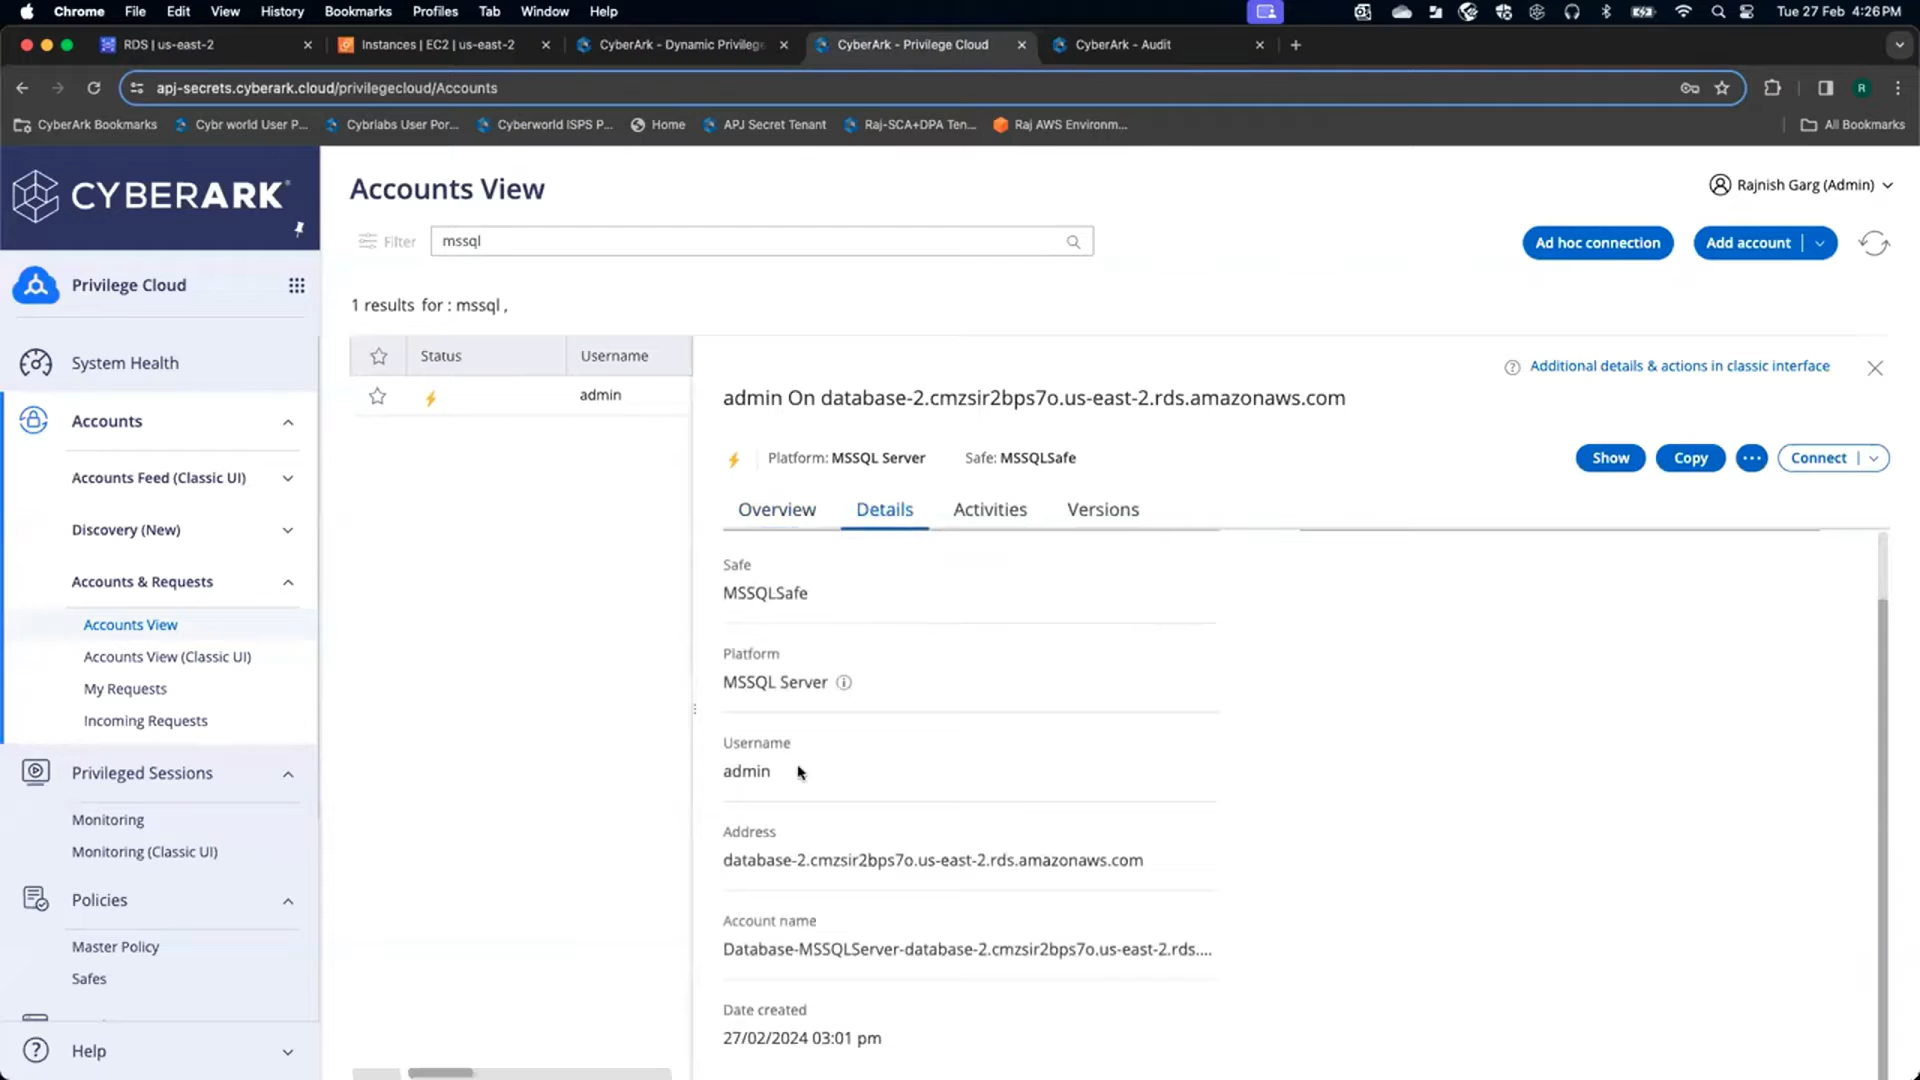 Chrome File Edit View History Bookmarks Profiles Tab Window Help
Tue 27 Feb 4:26 PM
RDS | us-east-2
Instances | EC2 | us-east-2
CyberArk - Dynamic Privilege
CyberArk - Privilege Cloud
CyberArk - Audit
apj-secrets.cyberark.cloud/privilegecloud/Accounts
R
CyberArk Bookmarks
Cybr world User P...
Cybrlabs User Por...
Cyberworld ISPS P...
Home
APJ Secret Tenant
Raj-SCA+DPA Ten...
Raj AWS Environm...
All Bookmarks
CYBERARK®
Accounts View
Rajnish Garg (Admin)
Filter
mssql
Ad hoc connection
Add account
Privilege Cloud
1 results for : mssql ,
System Health
Accounts
Accounts Feed (Classic UI)
Discovery (New)
Accounts & Requests
Accounts View
Accounts View (Classic UI)
My Requests
Incoming Requests
Privileged Sessions
Monitoring
Monitoring (Classic UI)
Policies
Master Policy
Safes
Help
Status
Username
admin
Additional details & actions in classic interface
admin On database-2.cmzsir2bps7o.us-east-2.rds.amazonaws.com
Platform: MSSQL Server
Safe: MSSQLSafe
Show
Copy
Connect
Overview
Details
Activities
Versions
Safe
MSSQLSafe
Platform
MSSQL Server
Username
admin
Address
database-2.cmzsir2bps7o.us-east-2.rds.amazonaws.com
Account name
Database-MSSQLServer-database-2.cmzsir2bps7o.us-east-2.rds....
Date created
27/02/2024 03:01 pm